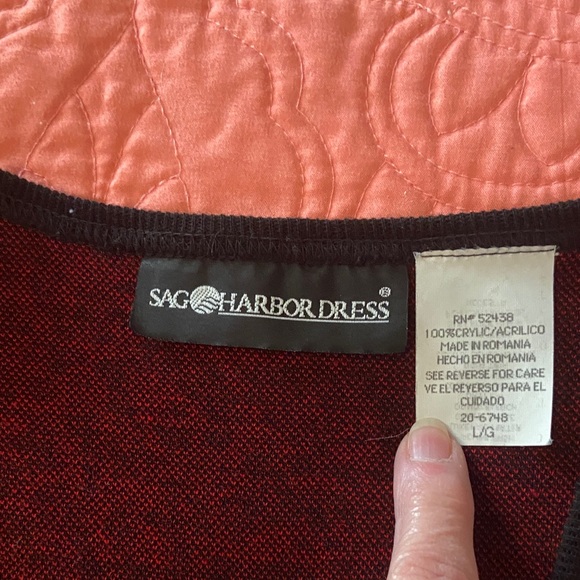 SAG HARBOR DRESS ®
RN# 52438
100%CRYLIC/ACRILICO
MADE IN ROMANIA
HECHO EN ROMANIA
SEE REVERSE FOR CARE
VE EL REVERSO PARA EL
CUIDADO
20-6748
L/G